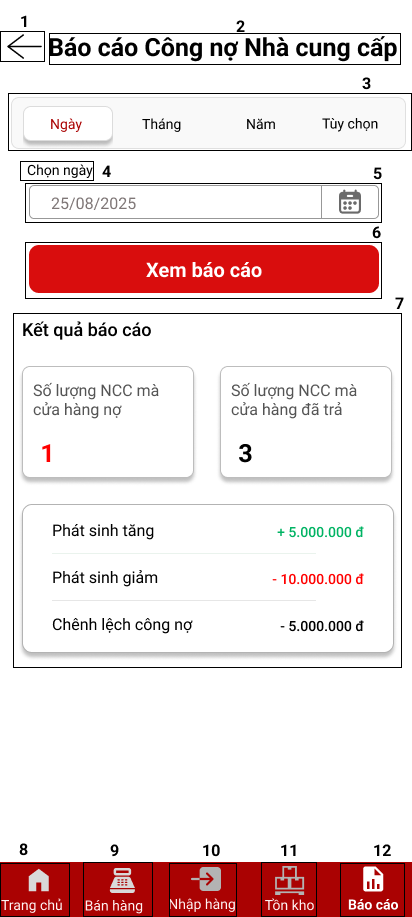 1
2
Báo cáo Công nợ Nhà cung cấp
3
Ngày Tháng Năm Tùy chọn
Chọn ngày 4
5
25/08/2025
6
Xem báo cáo
7
Kết quả báo cáo
Số lượng NCC mà
cửa hàng nợ
1
Số lượng NCC mà
cửa hàng đã trả
3
Phát sinh tăng + 5.000.000 đ
Phát sinh giảm - 10.000.000 đ
Chênh lệch công nợ - 5.000.000 đ
8 9 10 11 12
Trang chủ Bán hàng Nhập hàng Tồn kho Báo cáo